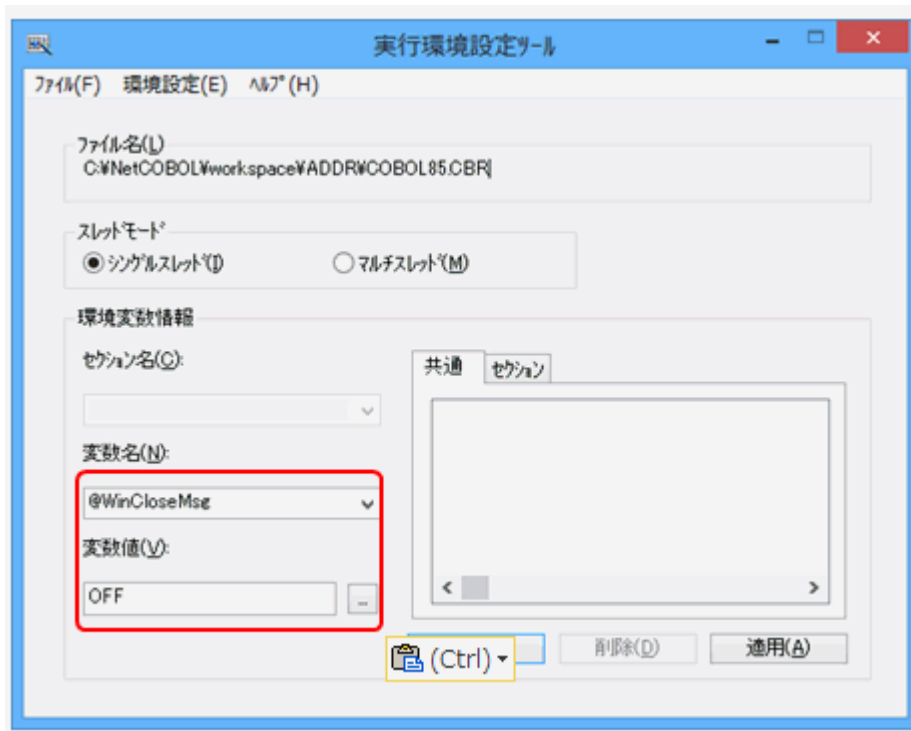 実行環境設定ツール
ファイル(F) 環境設定(E) ヘルプ(H)
ファイル名(L)
C:¥NetCOBOL¥workspace¥ADDR¥COBOL85.CBR
スレッドモード
シングルスレッド(I) マルチスレッド(M)
環境変数情報
セクション名(C):
共通 セクション
変数名(N):
@WinCloseMsg
変数値(V):
OFF
...
(Ctrl)
削除(D) 適用(A)